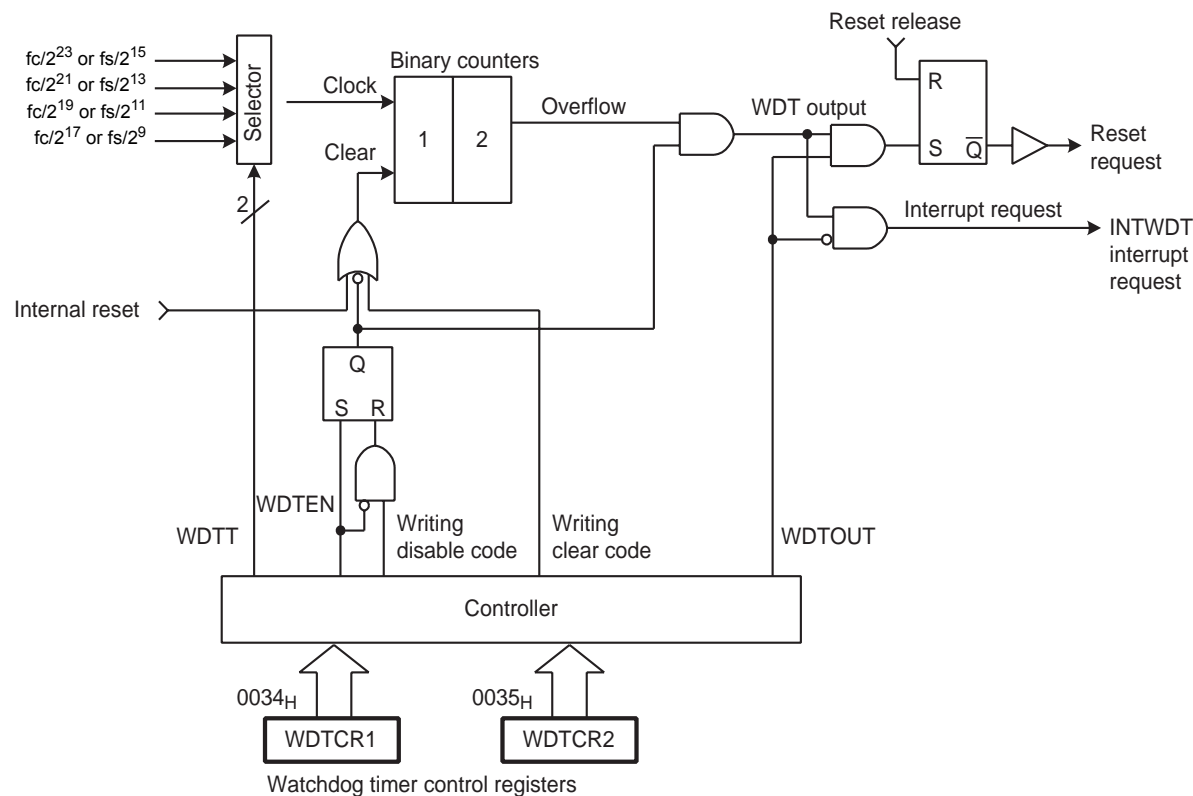 Reset release
fc/2^23 or fs/2^15
fc/2^21 or fs/2^13
fc/2^19 or fs/2^11
fc/2^17 or fs/2^9
Selector
Binary counters
Clock
Clear
1
2
Overflow
WDT output
R
S
Q̅
Reset
request
2
Interrupt request
INTWDT
interrupt
request
Internal reset
Q
S
R
WDTEN
WDTT
Writing
disable code
Writing
clear code
WDTOUT
Controller
0034H
0035H
WDTCR1
WDTCR2
Watchdog timer control registers